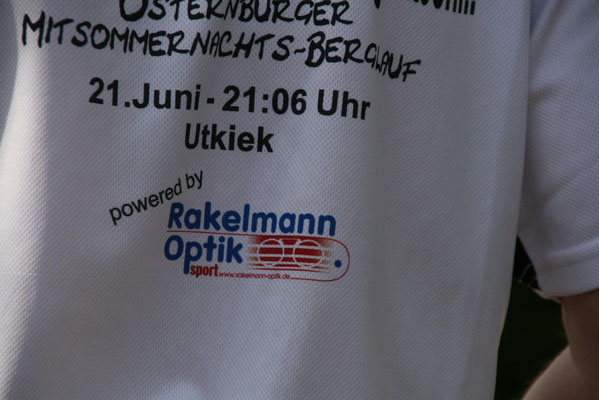 Osternburger
Mitsommernachts-Berglauf
21.Juni - 21:06 Uhr
Utkiek
powered by
Rakelmann
Optik
sport www.rakelmann-optik.de